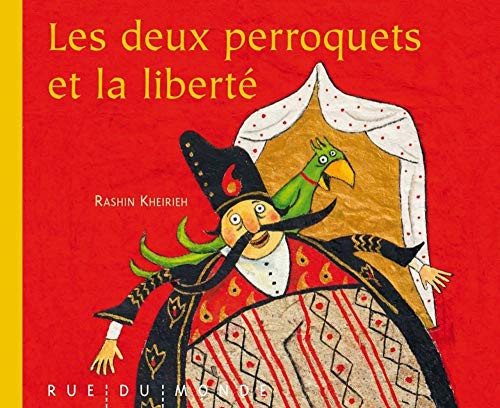 Les deux perroquets
et la liberté
RASHIN KHEIRIEH
RUE DU MONDE